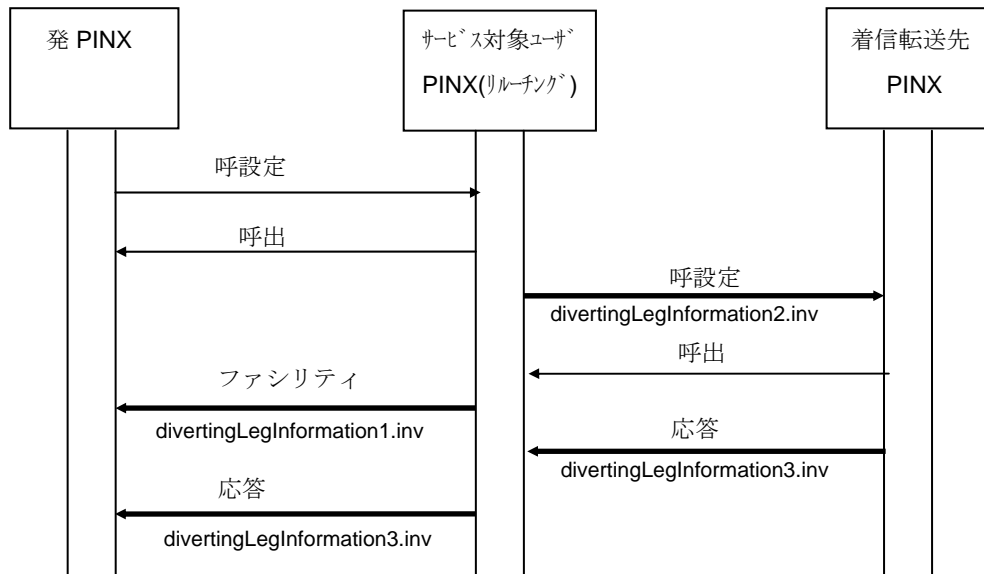 発 PINX
サービス対象ユーザ
PINX(リルーチング)
着信転送先
PINX
呼設定
呼出
呼設定
divertingLegInformation2.inv
呼出
ファシリティ
divertingLegInformation1.inv
応答
divertingLegInformation3.inv
応答
divertingLegInformation3.inv